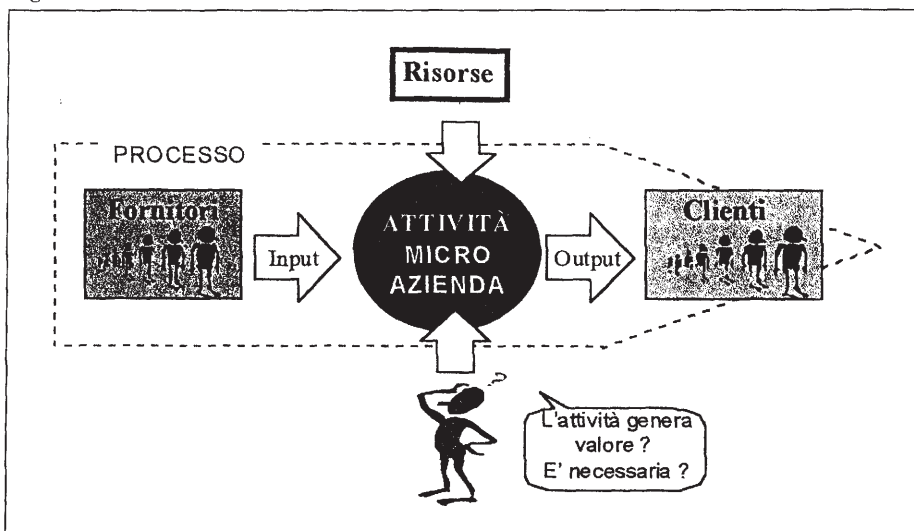 Risorse
PROCESSO
Fornitori
Input
ATTIVITÀ
MICRO
AZIENDA
Output
Clienti
?
L'attività genera
valore ?
E' necessaria ?